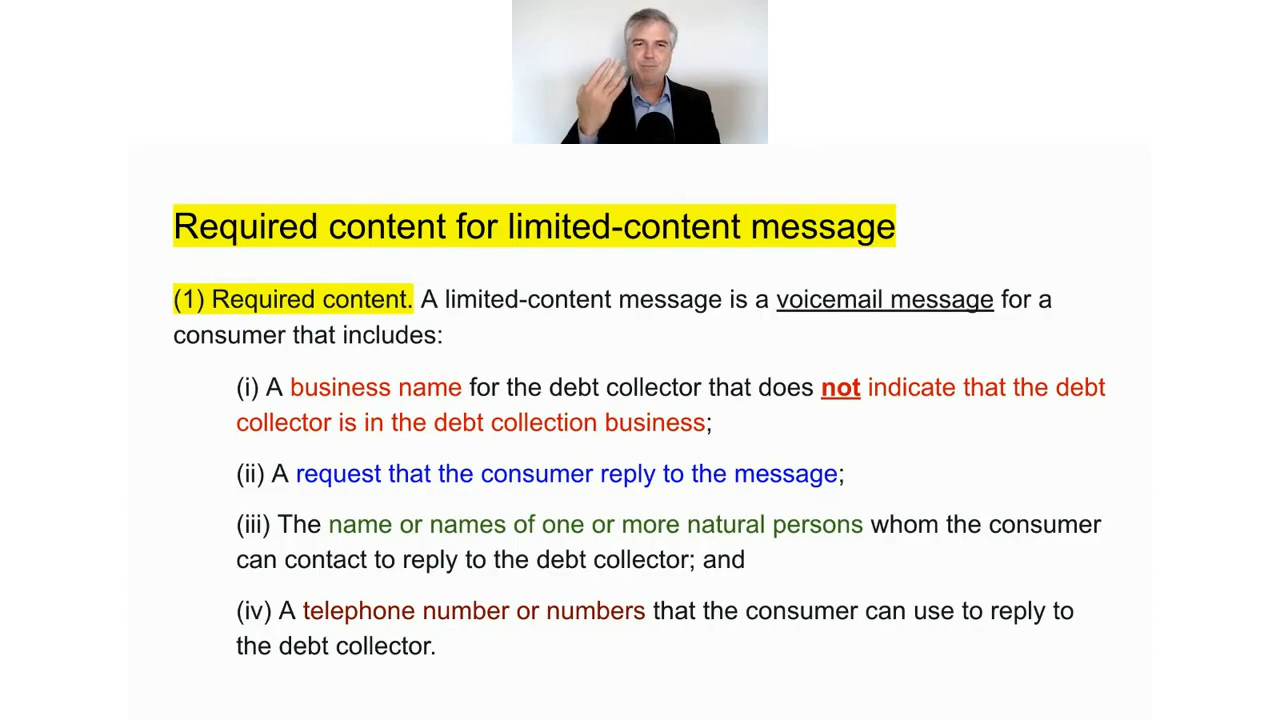 Required content for limited-content message
(1) Required content. A limited-content message is a voicemail message for a
consumer that includes:
(i) A business name for the debt collector that does not indicate that the debt
collector is in the debt collection business;
(ii) A request that the consumer reply to the message;
(iii) The name or names of one or more natural persons whom the consumer
can contact to reply to the debt collector; and
(iv) A telephone number or numbers that the consumer can use to reply to
the debt collector.